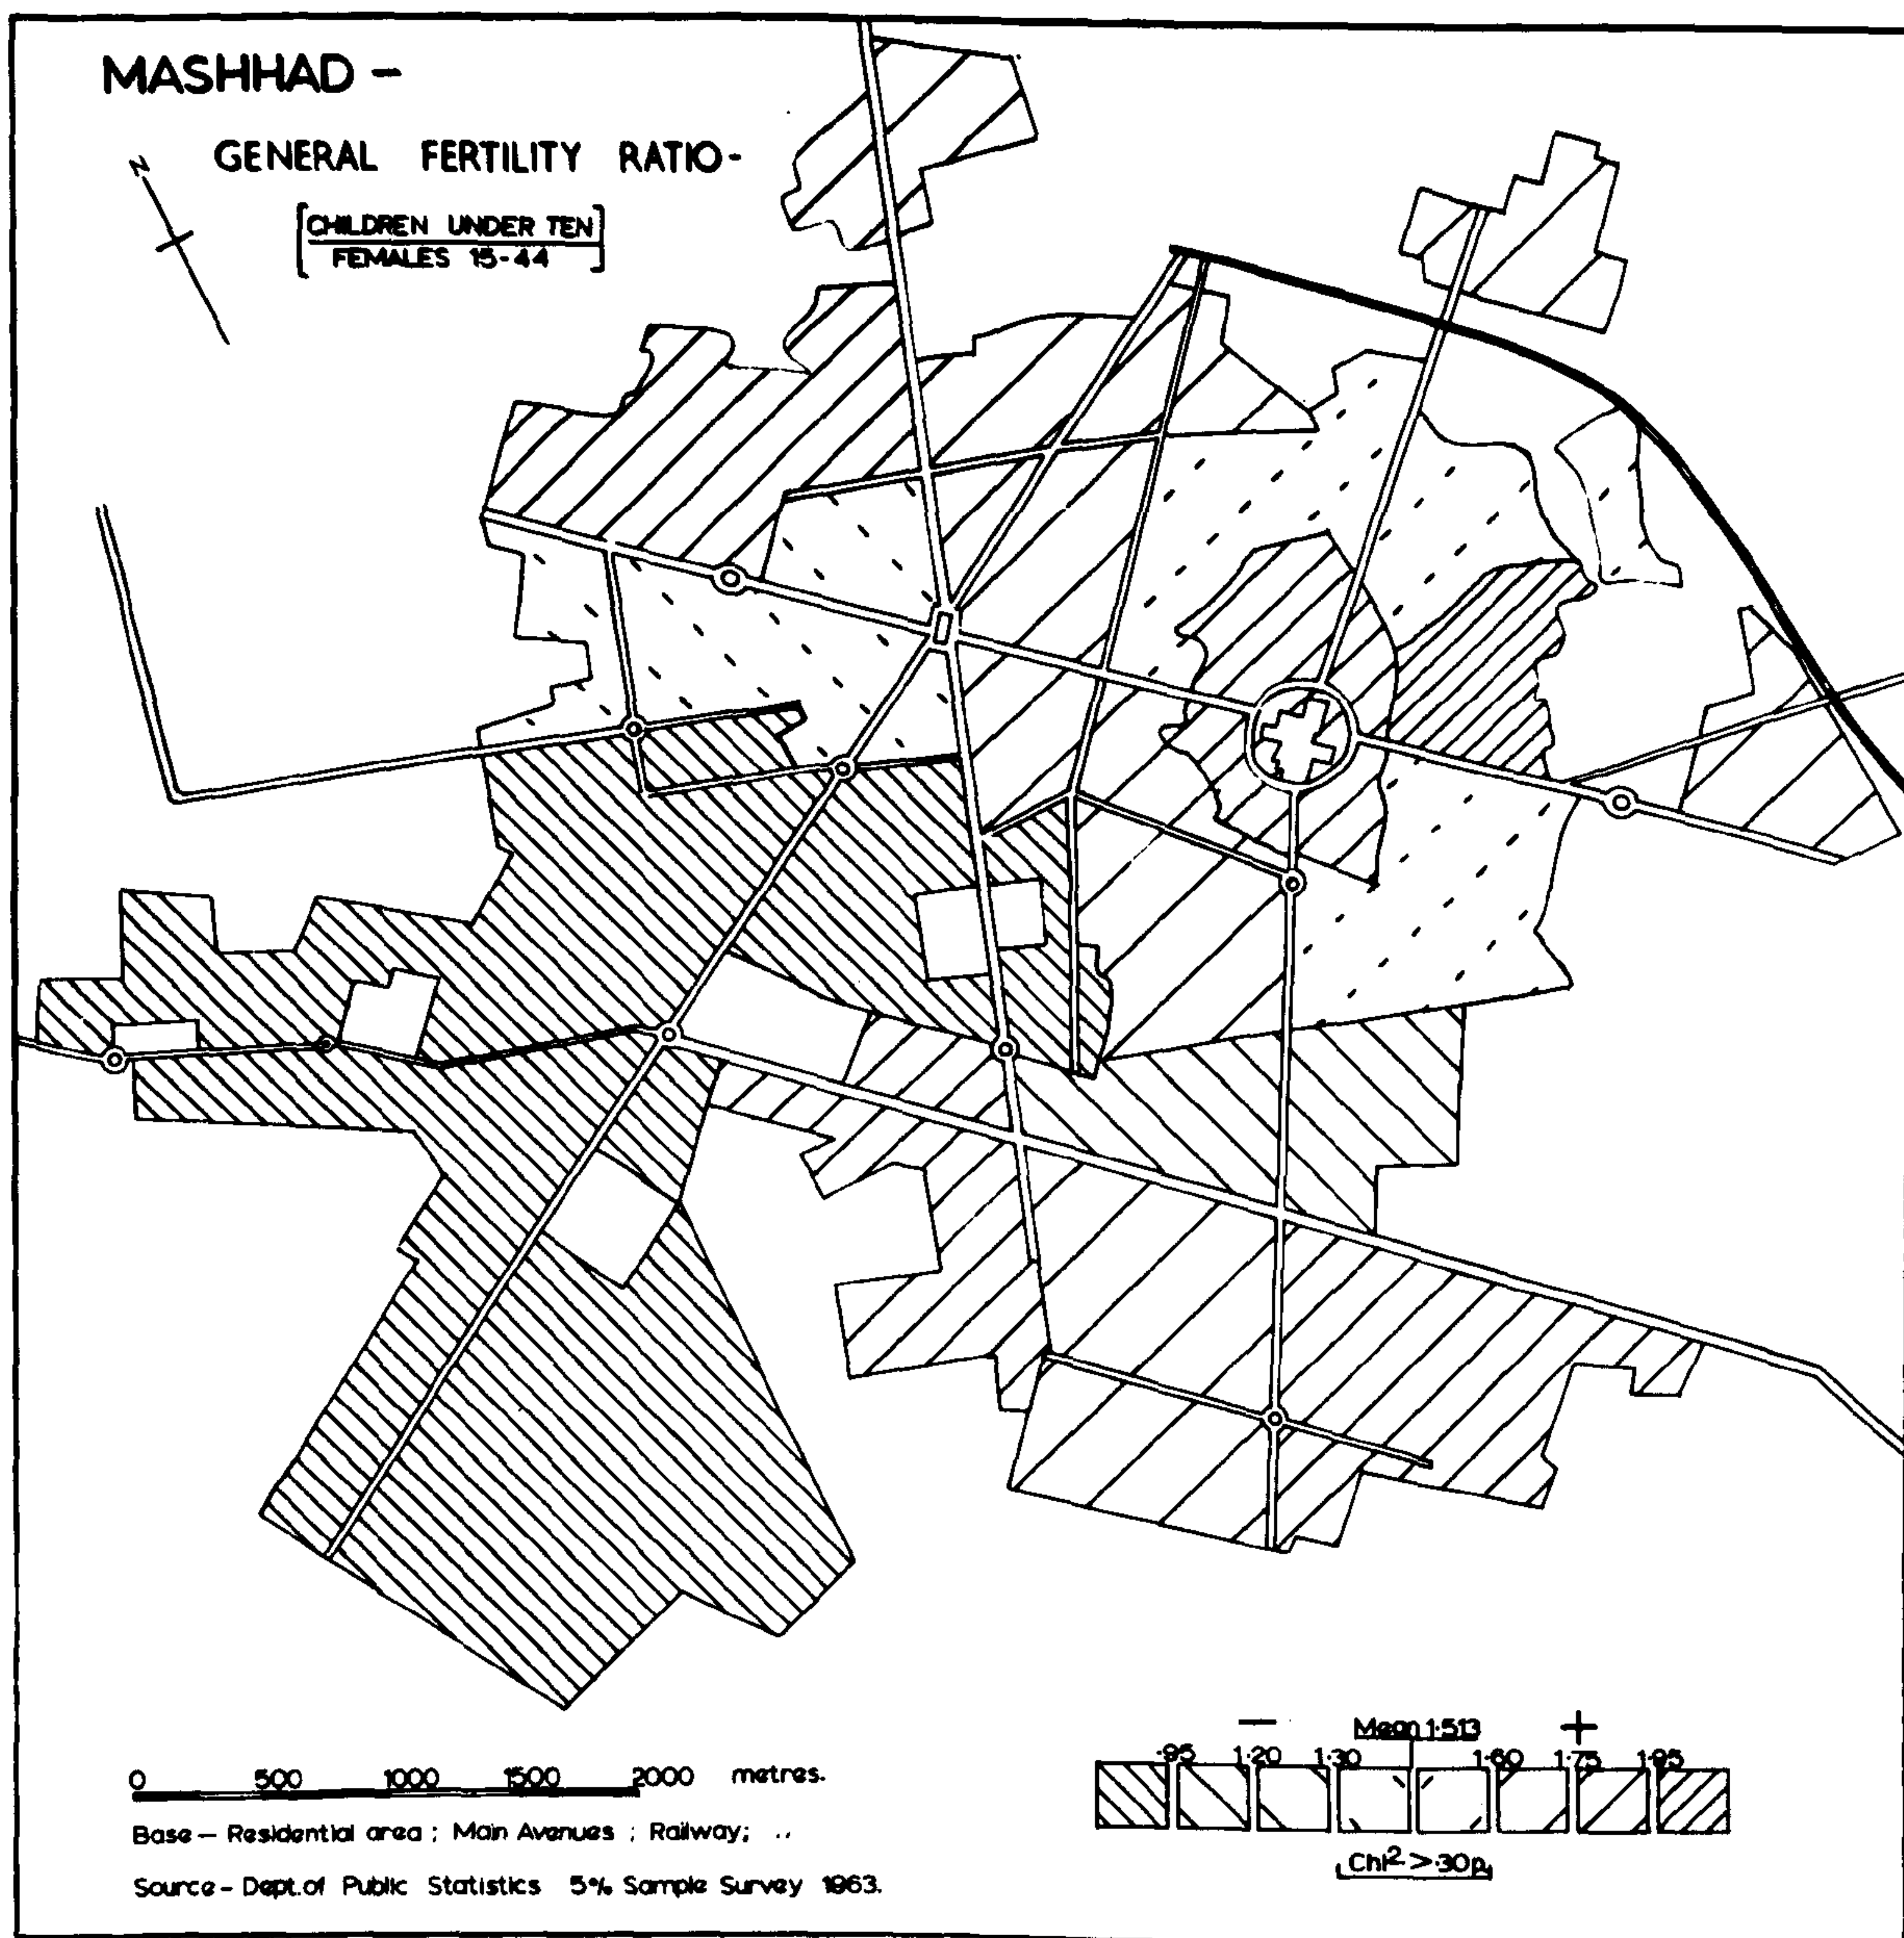 MASHHAD -
GENERAL FERTILITY RATIO -
N
[CHILDREN UNDER TEN
FEMALES 15-44]
- Mean 1·513 +
·95 1·20 1·30 1·60 1·75 1·95
Chi2 > ·30p
0 500 1000 1500 2000 metres.
Base - Residential area ; Main Avenues ; Railway; ..
Source - Dept. of Public Statistics 5% Sample Survey 1963.